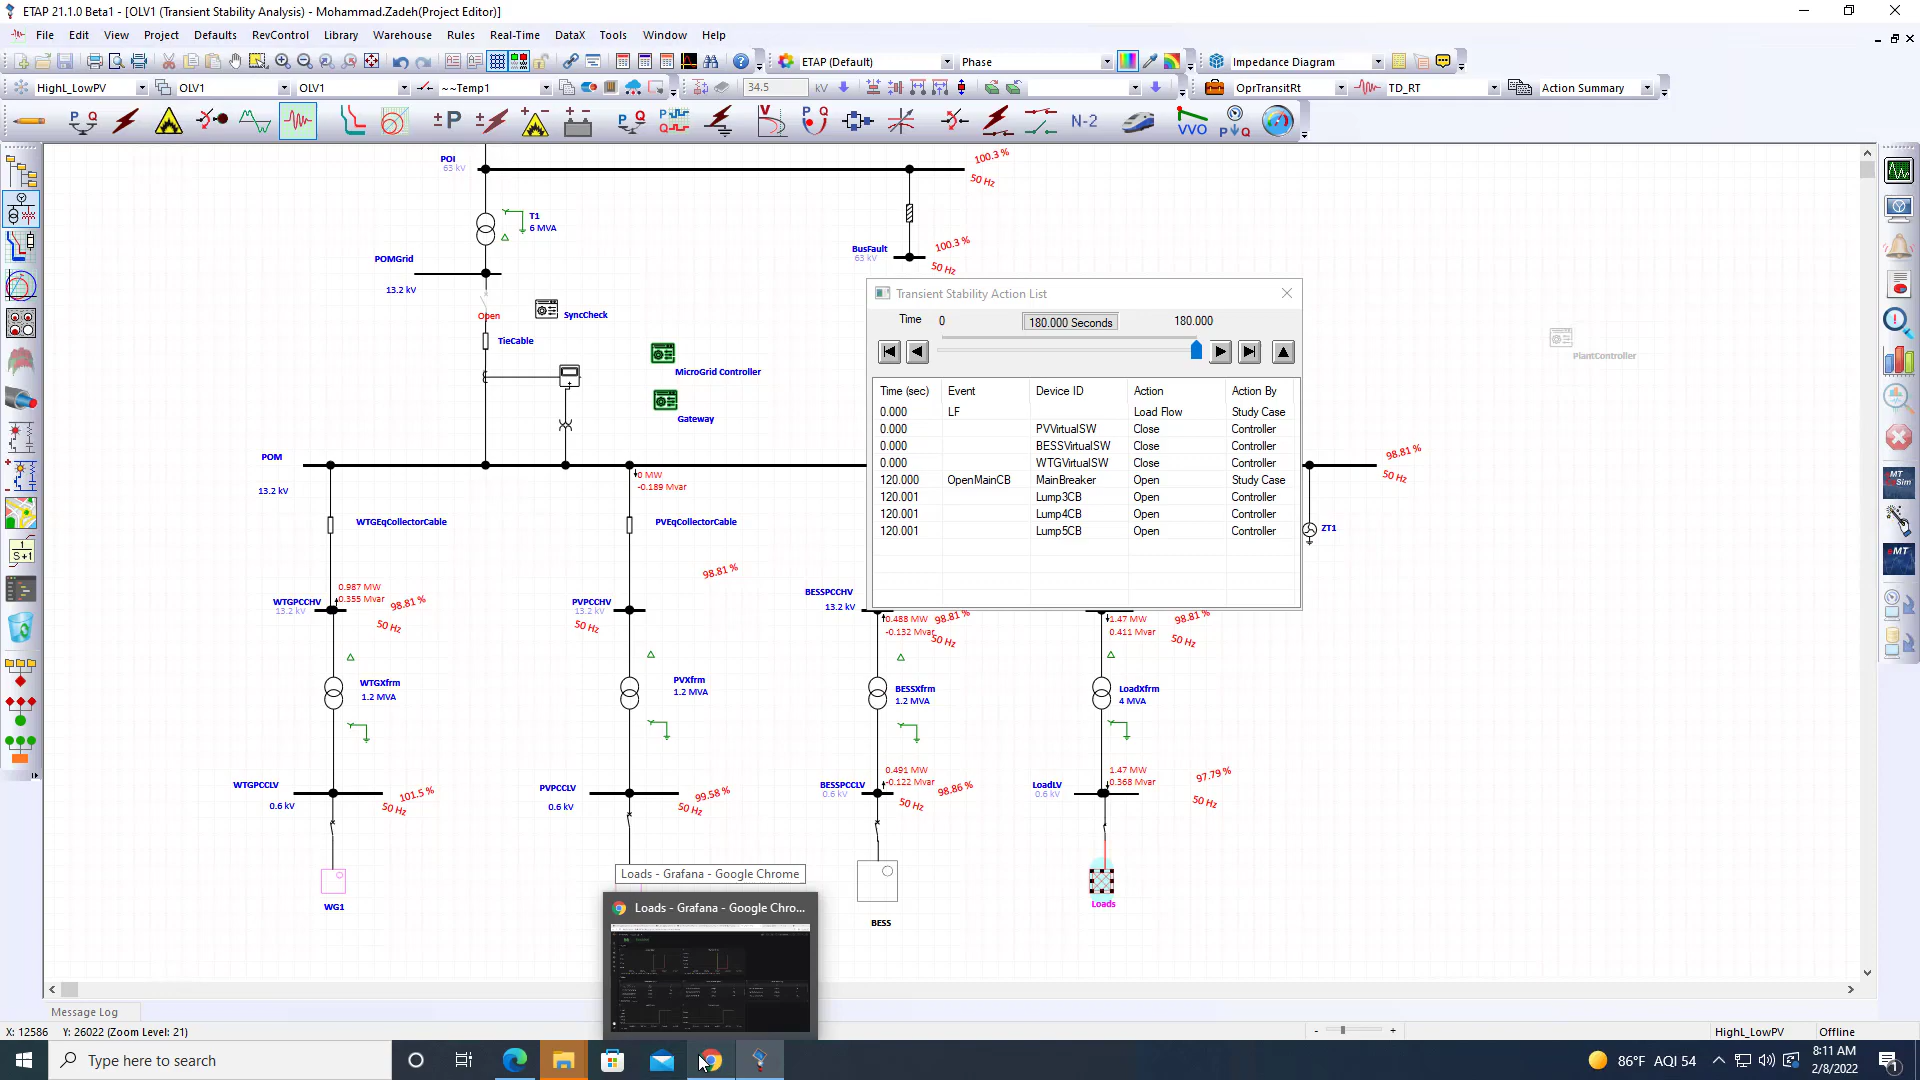 ETAP 21.1.0 Beta1 - [OLV1 (Transient Stability Analysis) - Mohammad.Zadeh(Project Editor)]
File Edit View Project Defaults RevControl Library Warehouse Rules Real-Time DataX Tools Window Help
ETAP (Default) Phase Impedance Diagram
HighL_LowPV OLV1 OLV1 ~~Temp1 34.5 kV OprTransitRt TD_RT Action Summary
N-2 VVO
POI
63 kV
100.3 %
50 Hz
T1
6 MVA
POMGrid
13.2 kV
BusFault
63 kV
100.3 %
50 Hz
Open
SyncCheck
TieCable
MicroGrid Controller
Gateway
PlantController
Transient Stability Action List
Time 0 180.000 Seconds 180.000
Time (sec) Event Device ID Action Action By
0.000 LF Load Flow Study Case
0.000 PVVirtualSW Close Controller
0.000 BESSVirtualSW Close Controller
0.000 WTGVirtualSW Close Controller
120.000 OpenMainCB MainBreaker Open Study Case
120.001 Lump3CB Open Controller
120.001 Lump4CB Open Controller
120.001 Lump5CB Open Controller
POM
13.2 kV
0 MW
-0.189 Mvar
98.81 %
50 Hz
WTGEqCollectorCable
PVEqCollectorCable
ZT1
98.81 %
WTGPCCHV
13.2 kV
0.987 MW
0.355 Mvar
98.81 %
50 Hz
PVPCCHV
13.2 kV
50 Hz
BESSPCCHV
13.2 kV
0.488 MW
-0.132 Mvar
98.81 %
50 Hz
1.47 MW
0.411 Mvar
98.81 %
50 Hz
WTGXfrm
1.2 MVA
PVXfrm
1.2 MVA
BESSXfrm
1.2 MVA
LoadXfrm
4 MVA
WTGPCCLV
0.6 kV
101.5 %
50 Hz
PVPCCLV
0.6 kV
99.58 %
50 Hz
BESSPCCLV
0.6 kV
0.491 MW
-0.122 Mvar
98.86 %
50 Hz
LoadLV
0.6 kV
1.47 MW
0.368 Mvar
97.79 %
50 Hz
WG1
BESS
Loads
Loads - Grafana - Google Chrome
Loads - Grafana - Google Chro...
Message Log
X: 12586 Y: 26022 (Zoom Level: 21) - + HighL_LowPV Offline
Type here to search
86°F AQI 54
8:11 AM
2/8/2022